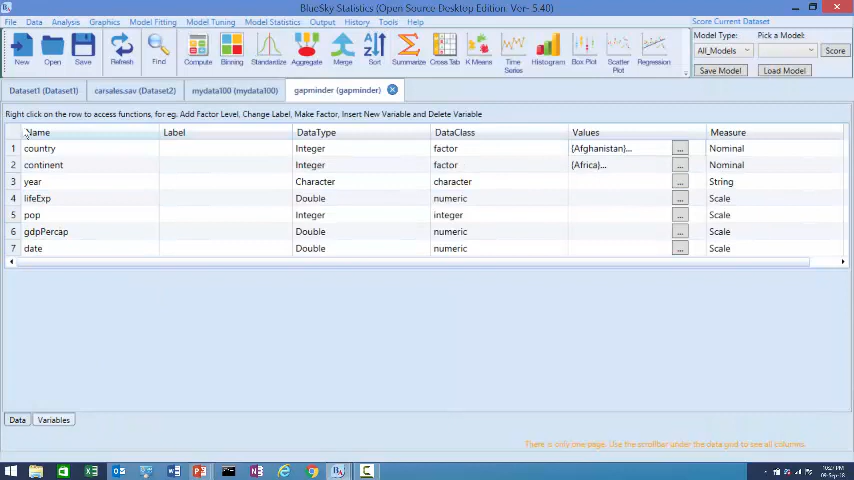 BlueSky Statistics (Open Source Desktop Edition. Ver- 5.40)
File Data Analysis Graphics Model Fitting Model Tuning Model Statistics Output History Tools Help
Score Current Dataset
Model Type: Pick a Model:
All_Models Score
Save Model Load Model
New Open Save Refresh Find Compute Binning Standardize Aggregate Merge Sort Summarize Cross Tab K Means Time Series Histogram Box Plot Scatter Plot Regression
Dataset1 (Dataset1) carsales.sav (Dataset2) mydata100 (mydata100) gapminder (gapminder)
Right click on the row to access functions, for eg. Add Factor Level, Change Label, Make Factor, Insert New Variable and Delete Variable
Name Label DataType DataClass Values Measure
1 country Integer factor {Afghanistan}... ... Nominal
2 continent Integer factor {Africa}... ... Nominal
3 year Character character ... String
4 lifeExp Double numeric ... Scale
5 pop Integer integer ... Scale
6 gdpPercap Double numeric ... Scale
7 date Double numeric ... Scale
Data Variables
There is only one page. Use the scrollbar under the data grid to see all columns.
10:27 PM
09-Sep-18